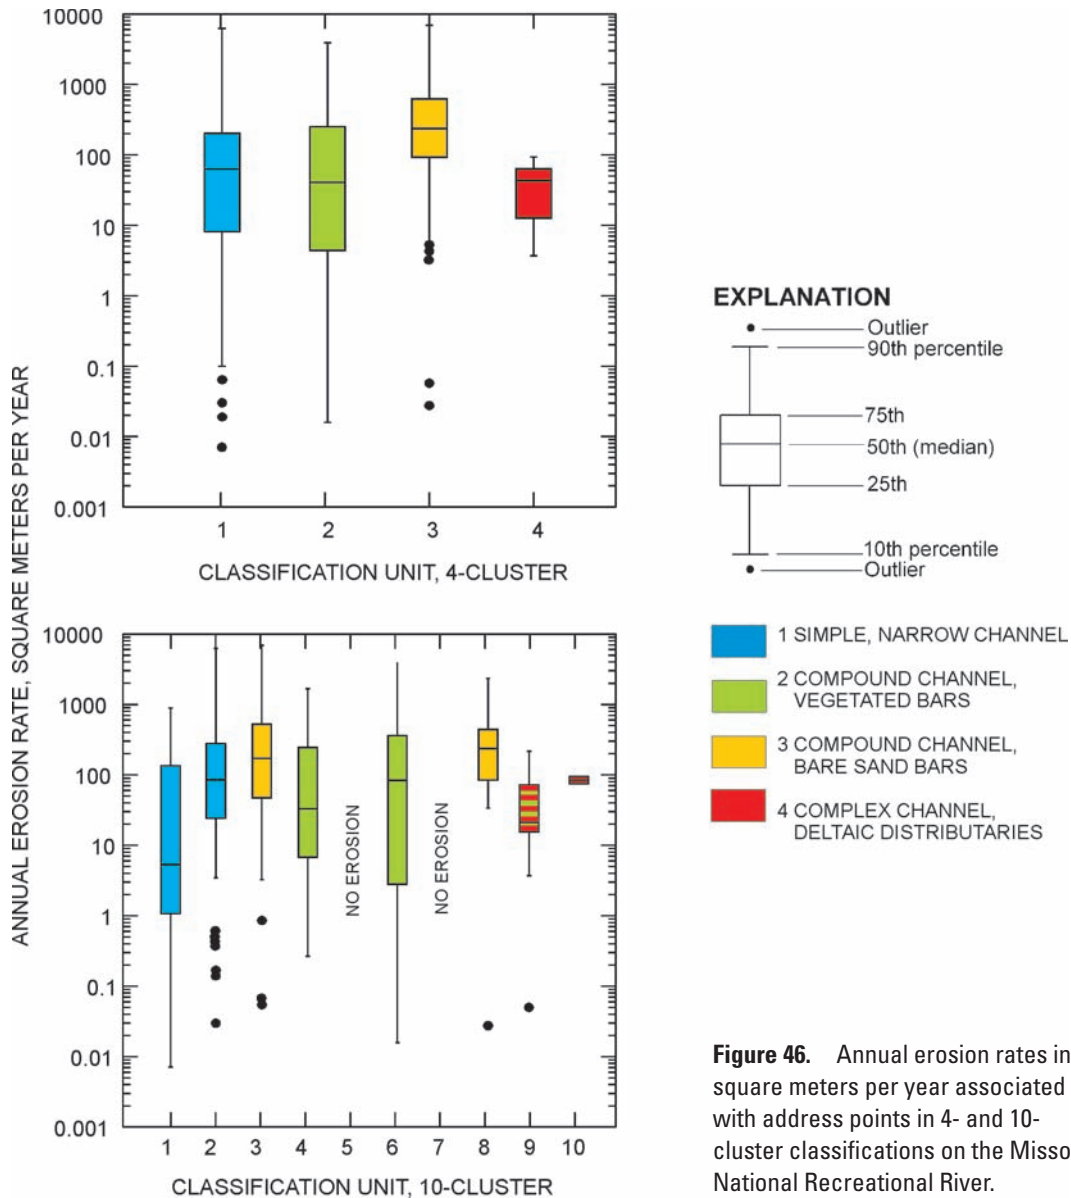 ANNUAL EROSION RATE, SQUARE METERS PER YEAR
10000
1000
100
10
1
0.1
0.01
0.001
1 2 3 4
CLASSIFICATION UNIT, 4-CLUSTER
10000
1000
100
10
1
0.1
0.01
0.001
NO EROSION
NO EROSION
1 2 3 4 5 6 7 8 9 10
CLASSIFICATION UNIT, 10-CLUSTER
EXPLANATION
Outlier
90th percentile
75th
50th (median)
25th
10th percentile
Outlier
1 SIMPLE, NARROW CHANNEL
2 COMPOUND CHANNEL,
VEGETATED BARS
3 COMPOUND CHANNEL,
BARE SAND BARS
4 COMPLEX CHANNEL,
DELTAIC DISTRIBUTARIES
Figure 46. Annual erosion rates in
square meters per year associated
with address points in 4- and 10-
cluster classifications on the Misso
National Recreational River.